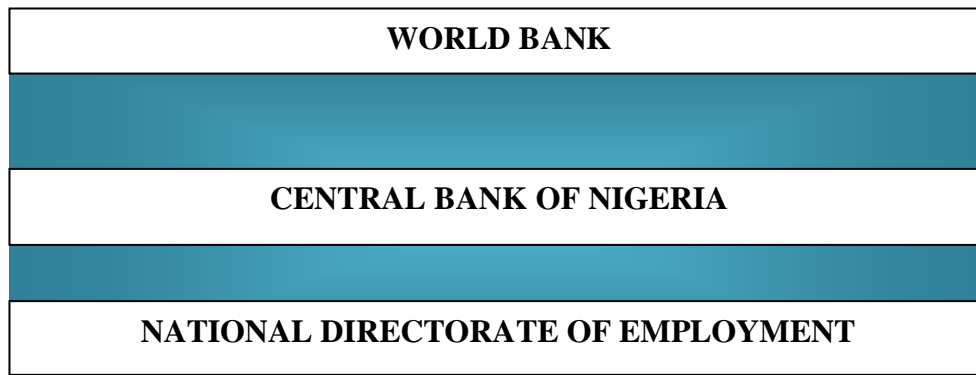 WORLD BANK
CENTRAL BANK OF NIGERIA
NATIONAL DIRECTORATE OF EMPLOYMENT